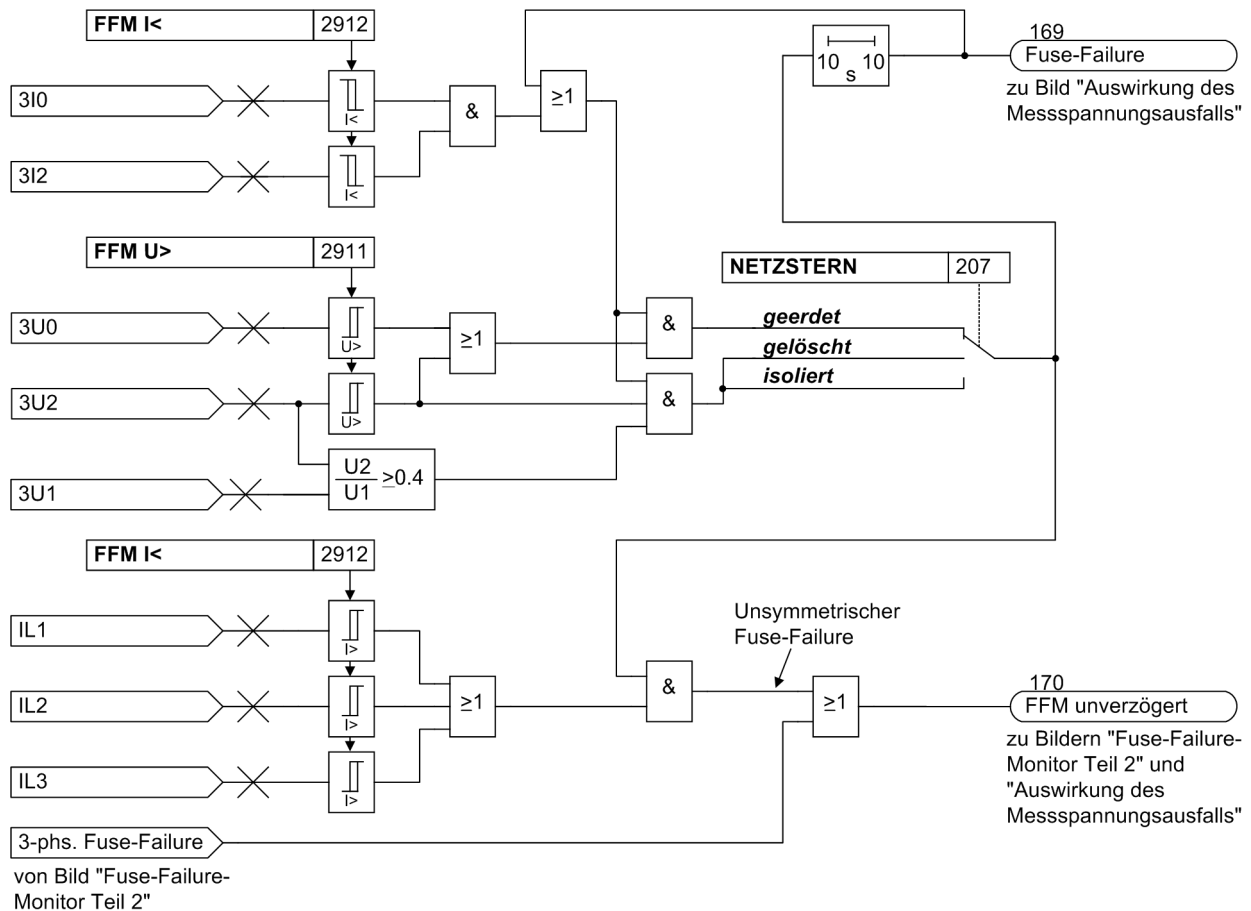 FFM I< 2912
3I0
I<
3I2
I<
&
≥1
10 s 10
169
Fuse-Failure
zu Bild "Auswirkung des
Messspannungsausfalls"
FFM U> 2911
3U0
U>
3U2
U>
≥1
U2
U1
≥0.4
3U1
&
&
NETZSTERN 207
geerdet
gelöscht
isoliert
FFM I< 2912
IL1
I>
IL2
I>
IL3
I>
≥1
&
Unsymmetrischer
Fuse-Failure
≥1
170
FFM unverzögert
zu Bildern "Fuse-Failure-
Monitor Teil 2" und
"Auswirkung des
Messspannungsausfalls"
3-phs. Fuse-Failure
von Bild "Fuse-Failure-
Monitor Teil 2"